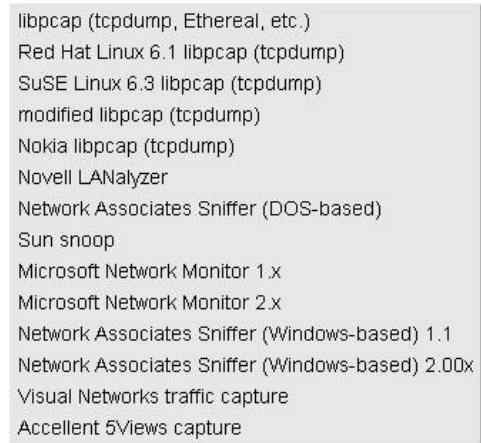 libpcap (tcpdump, Ethereal, etc.)
Red Hat Linux 6.1 libpcap (tcpdump)
SuSE Linux 6.3 libpcap (tcpdump)
modified libpcap (tcpdump)
Nokia libpcap (tcpdump)
Novell LANalyzer
Network Associates Sniffer (DOS-based)
Sun snoop
Microsoft Network Monitor 1.x
Microsoft Network Monitor 2.x
Network Associates Sniffer (Windows-based) 1.1
Network Associates Sniffer (Windows-based) 2.00x
Visual Networks traffic capture
Accellent 5Views capture